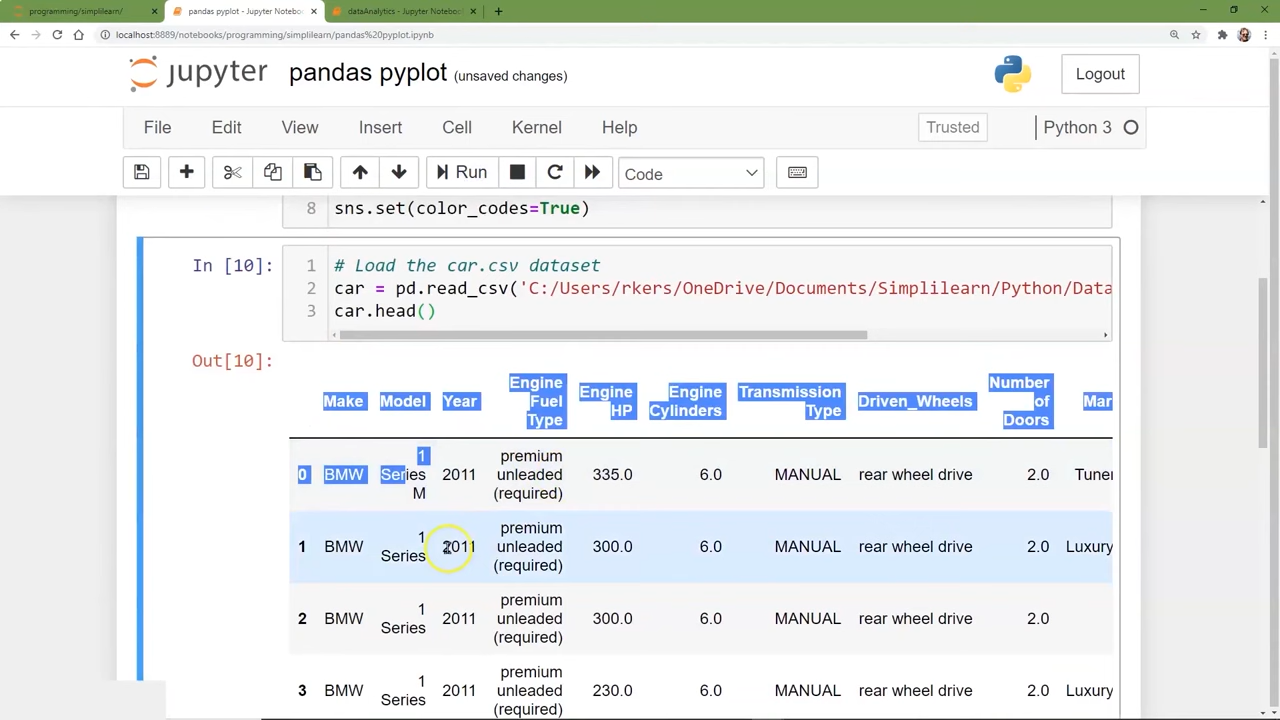 programming/simplilearn/ × pandas pyplot - Jupyter Notebo × dataAnalytics - Jupyter Notebook × +
localhost:8889/notebooks/programming/simplilearn/pandas%20pyplot.ipynb
jupyter pandas pyplot (unsaved changes) Logout
File Edit View Insert Cell Kernel Help Trusted Python 3
Run Code
8 sns.set(color_codes=True)
In [10]: 1 # Load the car.csv dataset
2 car = pd.read_csv('C:/Users/rkers/OneDrive/Documents/Simplilearn/Python/Data
3 car.head()
Out[10]:
Make Model Year Engine Fuel Type Engine HP Engine Cylinders Transmission Type Driven_Wheels Number of Doors Mar
0 BMW 1 Series M 2011 premium unleaded (required) 335.0 6.0 MANUAL rear wheel drive 2.0 Tuner
1 BMW 1 Series 2011 premium unleaded (required) 300.0 6.0 MANUAL rear wheel drive 2.0 Luxury
2 BMW 1 Series 2011 premium unleaded (required) 300.0 6.0 MANUAL rear wheel drive 2.0
3 BMW 1 Series 2011 premium unleaded (required) 230.0 6.0 MANUAL rear wheel drive 2.0 Luxury